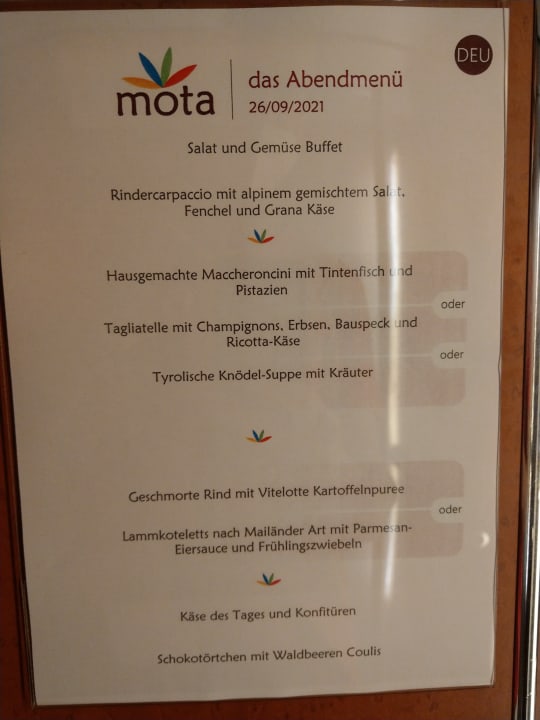 DEU
mota
das Abendmenü
26/09/2021
Salat und Gemüse Buffet
Rindercarpaccio mit alpinem gemischtem Salat,
Fenchel und Grana Käse
Hausgemachte Maccheroncini mit Tintenfisch und
Pistazien
oder
Tagliatelle mit Champignons, Erbsen, Bauspeck und
Ricotta-Käse
oder
Tyrolische Knödel-Suppe mit Kräuter
Geschmorte Rind mit Vitelotte Kartoffelnpuree
oder
Lammkoteletts nach Mailänder Art mit Parmesan-
Eiersauce und Frühlingszwiebeln
Käse des Tages und Konfitüren
Schokotörtchen mit Waldbeeren Coulis